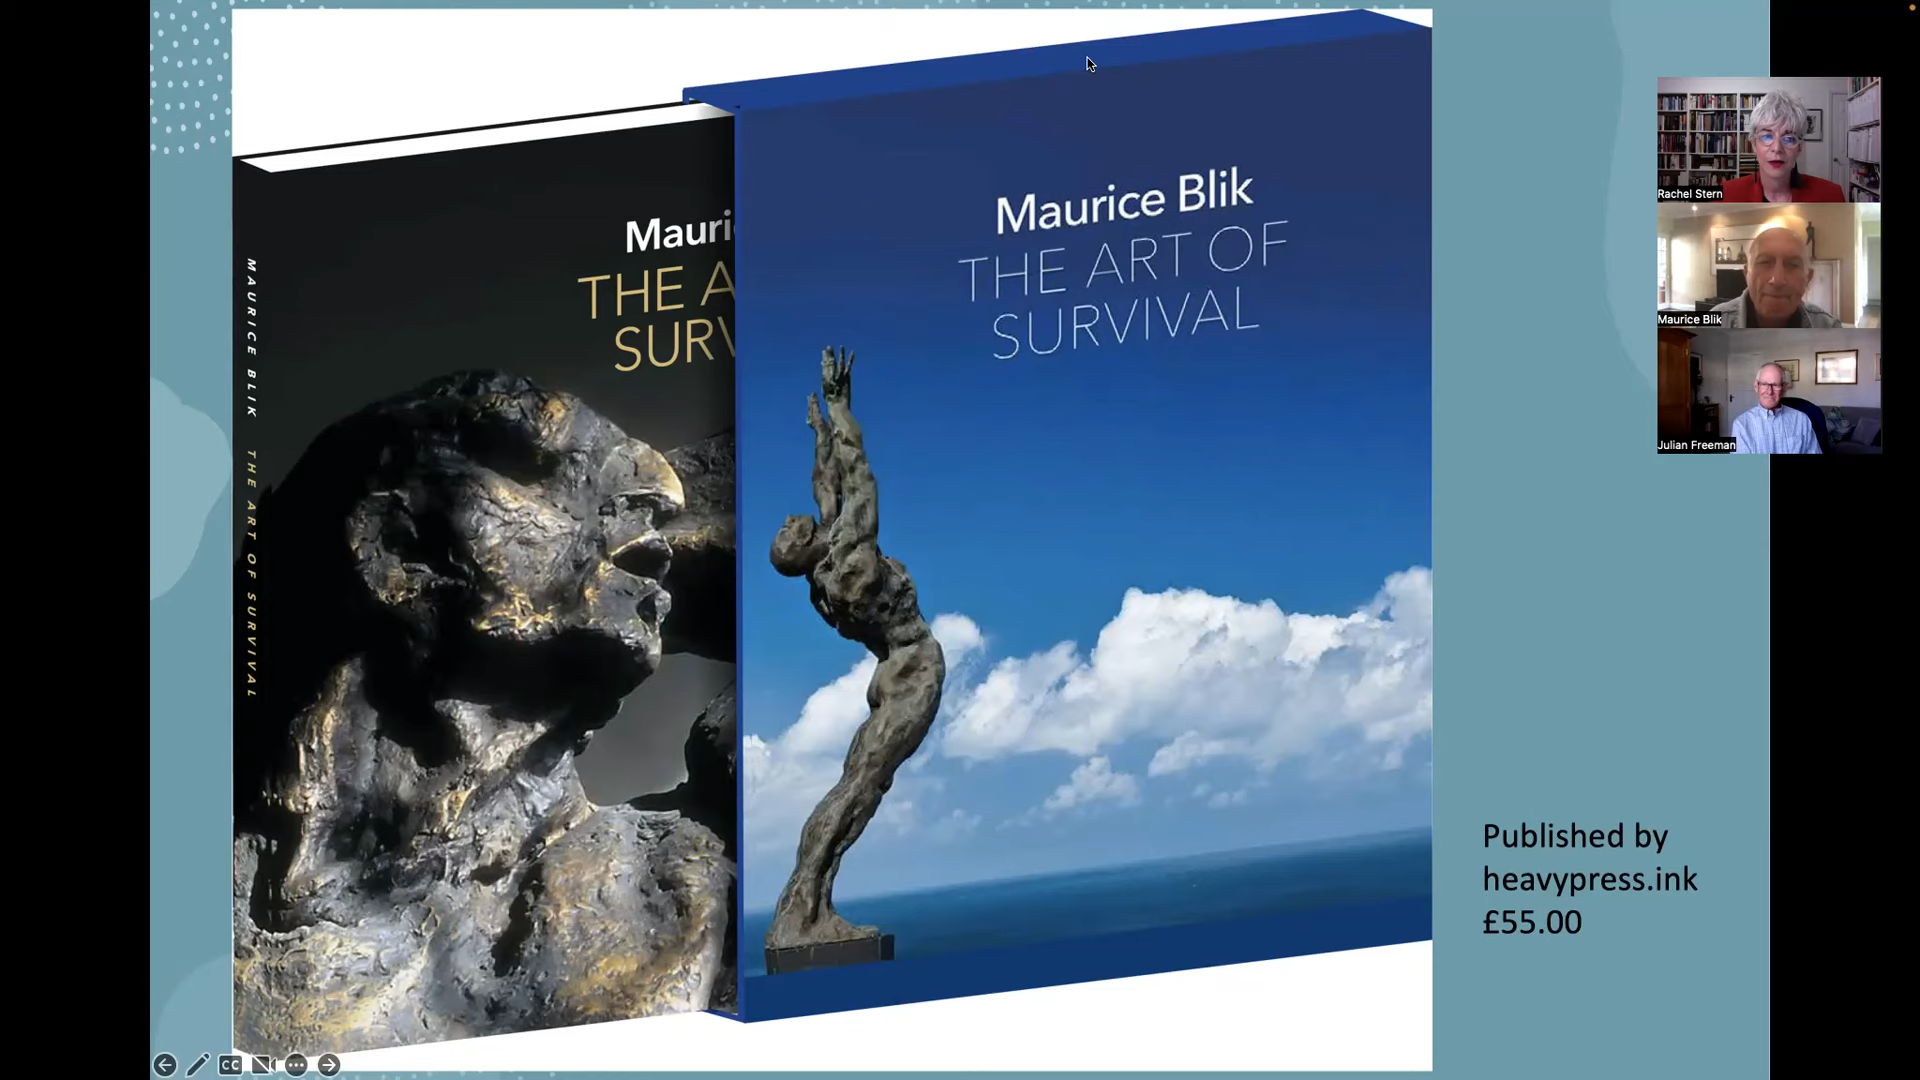 Mauri
THE A
SURV
MAURICE BLIK THE ART OF SURVIVAL
Maurice Blik
THE ART OF
SURVIVAL
Published by
heavypress.ink
£55.00
Rachel Stern
Maurice Blik
Julian Freeman
CC